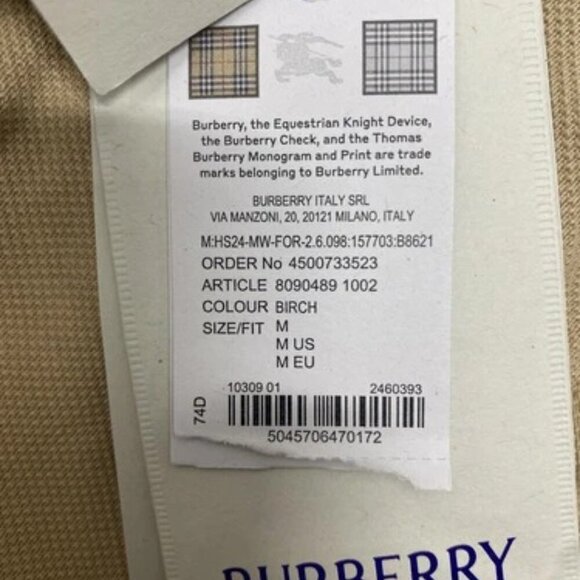 Burberry, the Equestrian Knight Device,
the Burberry Check, and the Thomas
Burberry Monogram and Print are trade
marks belonging to Burberry Limited.
BURBERRY ITALY SRL
VIA MANZONI, 20, 20121 MILANO, ITALY
M:HS24-MW-FOR-2.6.098:157703:B8621
ORDER No 4500733523
ARTICLE 8090489 1002
COLOUR BIRCH
SIZE/FIT M
M US
M EU
10309 01 2460393
74D
5045706470172
BURBERRY